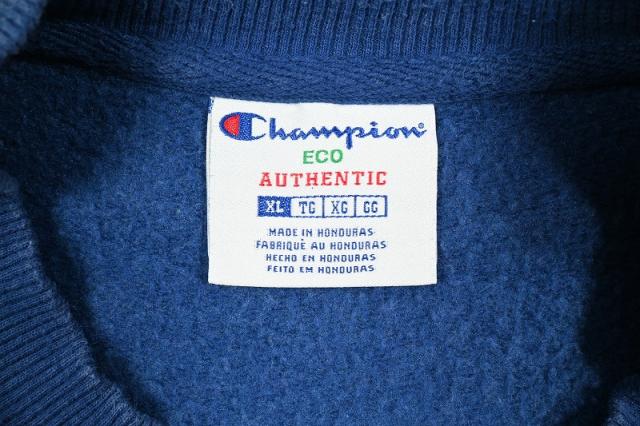 Champion®
ECO
AUTHENTIC
XL TG XG GG
MADE IN HONDURAS
FABRIQUÉ AU HONDURAS
HECHO EN HONDURAS
FEITO EM HONDURAS